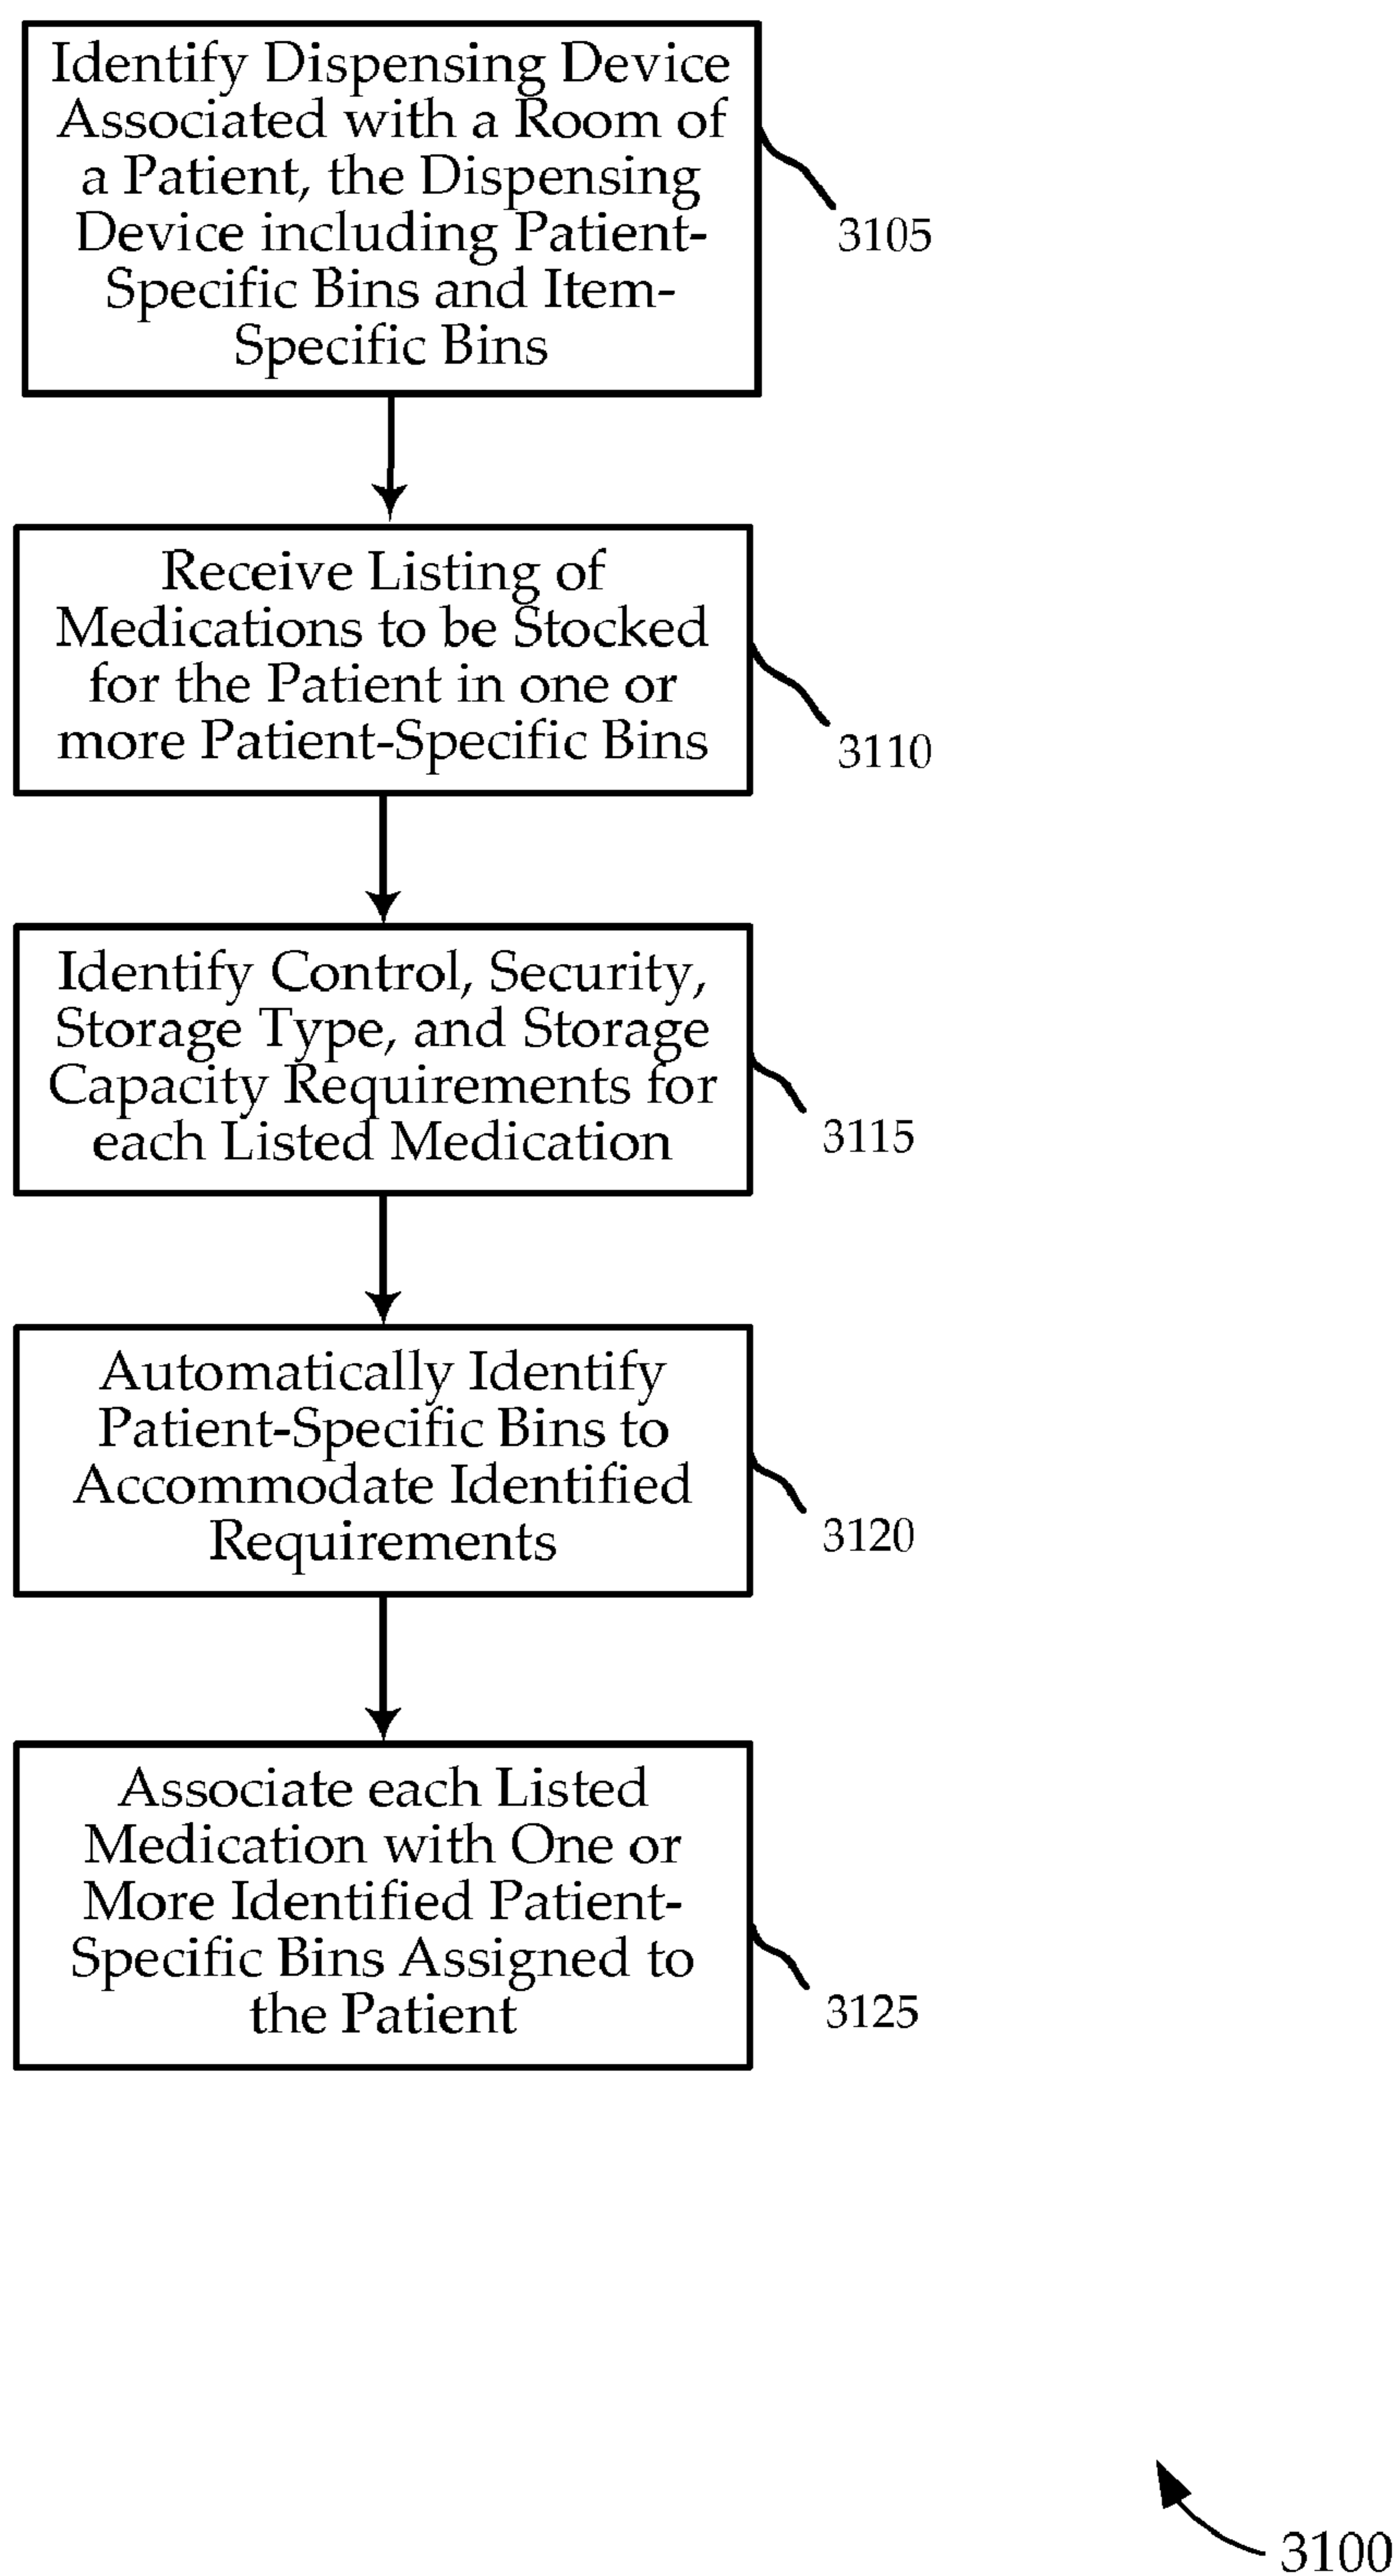 Identify Dispensing Device
Associated with a Room of
a Patient, the Dispensing
Device including Patient-
Specific Bins and Item-
Specific Bins
3105
Receive Listing of
Medications to be Stocked
for the Patient in one or
more Patient-Specific Bins
3110
Identify Control, Security,
Storage Type, and Storage
Capacity Requirements for
each Listed Medication
3115
Automatically Identify
Patient-Specific Bins to
Accommodate Identified
Requirements
3120
Associate each Listed
Medication with One or
More Identified Patient-
Specific Bins Assigned to
the Patient
3125
3100